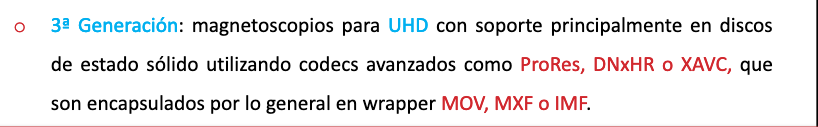 o 3ª Generación: magnetoscopios para UHD con soporte principalmente en discos
de estado sólido utilizando codecs avanzados como ProRes, DNxHR o XAVC, que
son encapsulados por lo general en wrapper MOV, MXF o IMF.